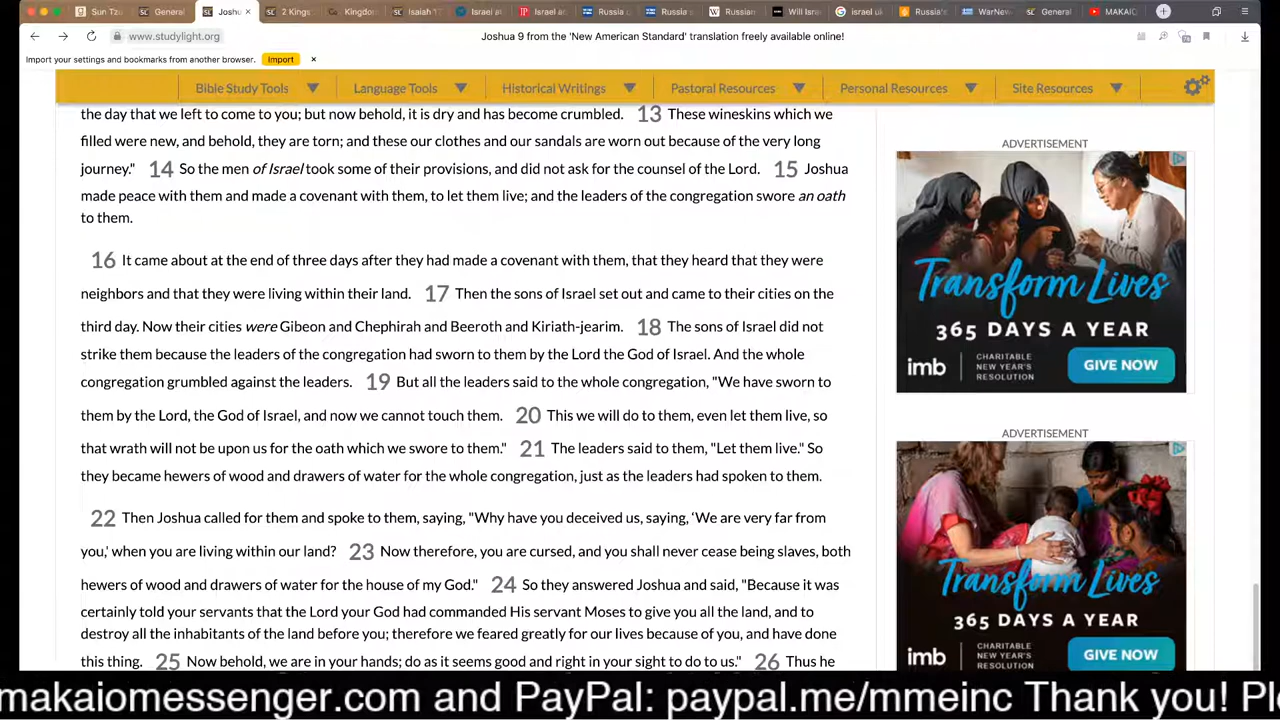 Sun Tzu
General
Joshu
2 Kings
Kingdom
Isaiah 1
Israel at
Israel a
Russia
Russia s
Russian
Will Isra
israel uk
Russia's
WarNew
General
MAKAIO
www.studylight.org
Joshua 9 from the 'New American Standard' translation freely available online!
Import your settings and bookmarks from another browser. Import
Bible Study Tools
Language Tools
Historical Writings
Pastoral Resources
Personal Resources
Site Resources
the day that we left to come to you; but now behold, it is dry and has become crumbled. 13 These wineskins which we
filled were new, and behold, they are torn; and these our clothes and our sandals are worn out because of the very long
journey." 14 So the men of Israel took some of their provisions, and did not ask for the counsel of the Lord. 15 Joshua
made peace with them and made a covenant with them, to let them live; and the leaders of the congregation swore an oath
to them.
16 It came about at the end of three days after they had made a covenant with them, that they heard that they were
neighbors and that they were living within their land. 17 Then the sons of Israel set out and came to their cities on the
third day. Now their cities were Gibeon and Chephirah and Beeroth and Kiriath-jearim. 18 The sons of Israel did not
strike them because the leaders of the congregation had sworn to them by the Lord the God of Israel. And the whole
congregation grumbled against the leaders. 19 But all the leaders said to the whole congregation, "We have sworn to
them by the Lord, the God of Israel, and now we cannot touch them. 20 This we will do to them, even let them live, so
that wrath will not be upon us for the oath which we swore to them." 21 The leaders said to them, "Let them live." So
they became hewers of wood and drawers of water for the whole congregation, just as the leaders had spoken to them.
22 Then Joshua called for them and spoke to them, saying, "Why have you deceived us, saying, 'We are very far from
you,' when you are living within our land? 23 Now therefore, you are cursed, and you shall never cease being slaves, both
hewers of wood and drawers of water for the house of my God." 24 So they answered Joshua and said, "Because it was
certainly told your servants that the Lord your God had commanded His servant Moses to give you all the land, and to
destroy all the inhabitants of the land before you; therefore we feared greatly for our lives because of you, and have done
this thing. 25 Now behold, we are in your hands; do as it seems good and right in your sight to do to us." 26 Thus he
ADVERTISEMENT
Transform Lives
365 DAYS A YEAR
imb
CHARITABLE
NEW YEAR'S
RESOLUTION
GIVE NOW
ADVERTISEMENT
Transform Lives
365 DAYS A YEAR
imb
CHARITABLE
NEW YEAR'S
RESOLUTION
GIVE NOW
makaiomessenger.com and PayPal: paypal.me/mmeinc Thank you! Pl